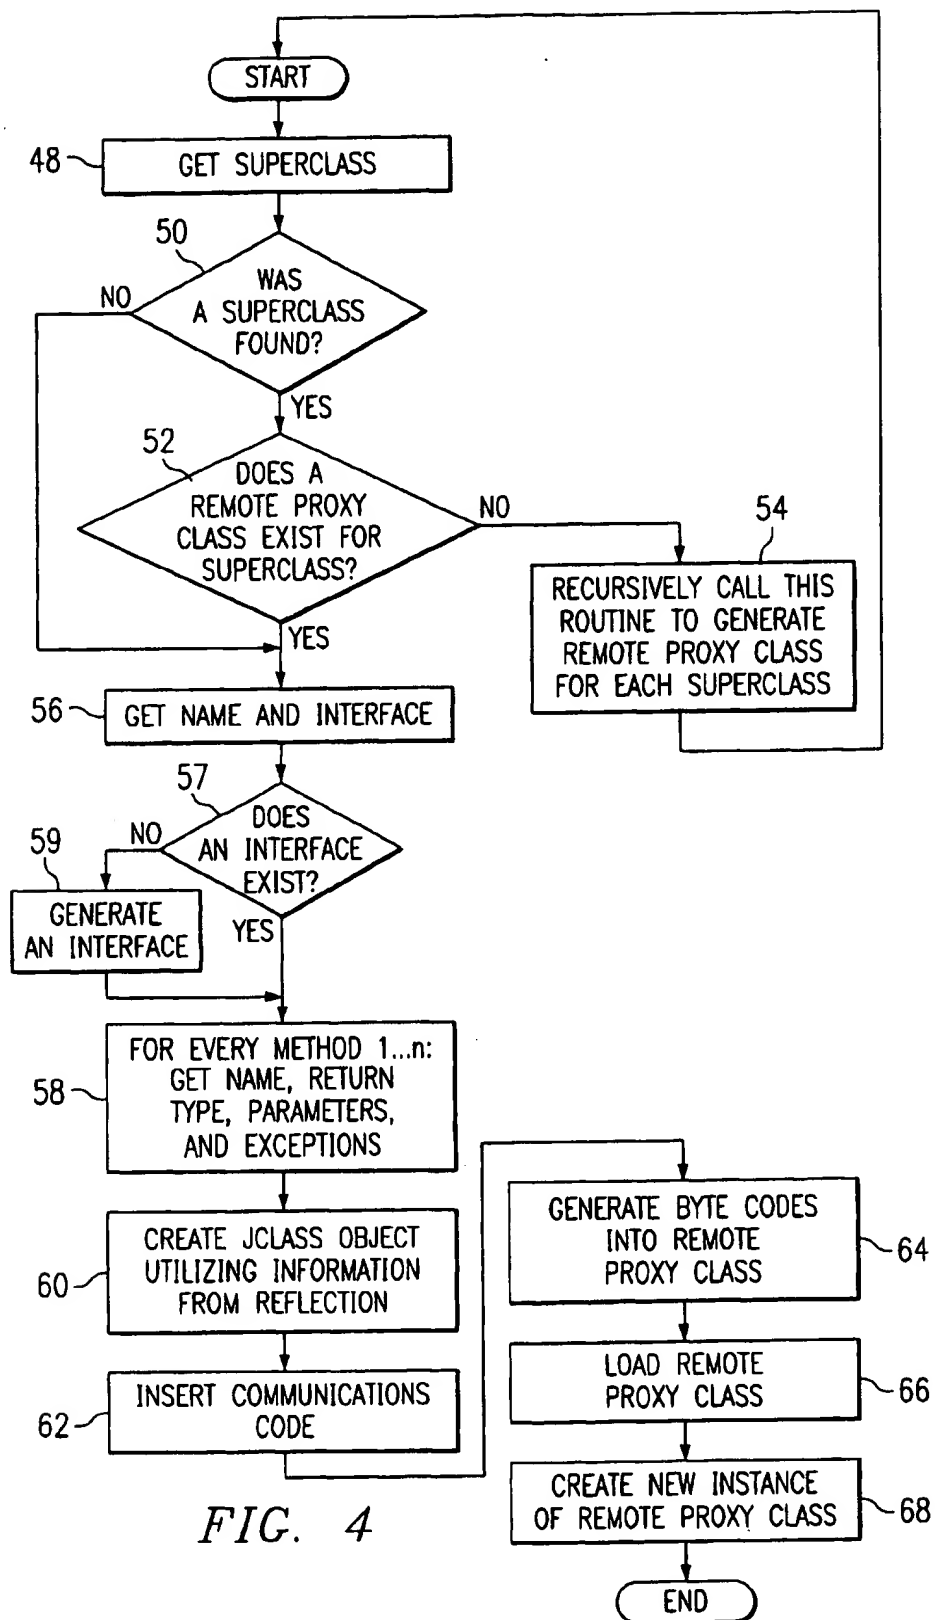 START
48
GET SUPERCLASS
50
WAS
A SUPERCLASS
FOUND?
NO
YES
52
DOES A
REMOTE PROXY
CLASS EXIST FOR
SUPERCLASS?
NO
YES
54
RECURSIVELY CALL THIS
ROUTINE TO GENERATE
REMOTE PROXY CLASS
FOR EACH SUPERCLASS
56
GET NAME AND INTERFACE
57
DOES
AN INTERFACE
EXIST?
NO
YES
59
GENERATE
AN INTERFACE
58
FOR EVERY METHOD 1...n:
GET NAME, RETURN
TYPE, PARAMETERS,
AND EXCEPTIONS
60
CREATE JCLASS OBJECT
UTILIZING INFORMATION
FROM REFLECTION
62
INSERT COMMUNICATIONS
CODE
GENERATE BYTE CODES
INTO REMOTE
PROXY CLASS
64
LOAD REMOTE
PROXY CLASS
66
CREATE NEW INSTANCE
OF REMOTE PROXY CLASS
68
END
FIG. 4